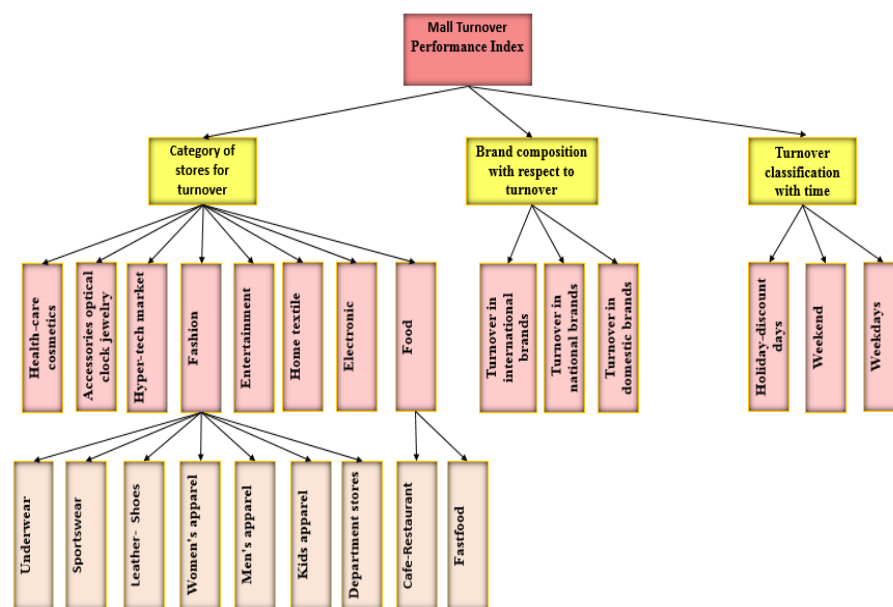 Mall Turnover
Performance Index
Category of
stores for
turnover
Brand composition
with respect to
turnover
Turnover
classification
with time
Health-care
cosmetics
Accessories optical
clock jewelry
Hyper-tech market
Fashion
Entertainment
Home textile
Electronic
Food
Turnover in
international
brands
Turnover in
national brands
Turnover in
domestic brands
Holiday-discount
days
Weekend
Weekdays
Underwear
Sportswear
Leather- Shoes
Women's apparel
Men's apparel
Kids apparel
Department stores
Cafe-Restaurant
Fastfood